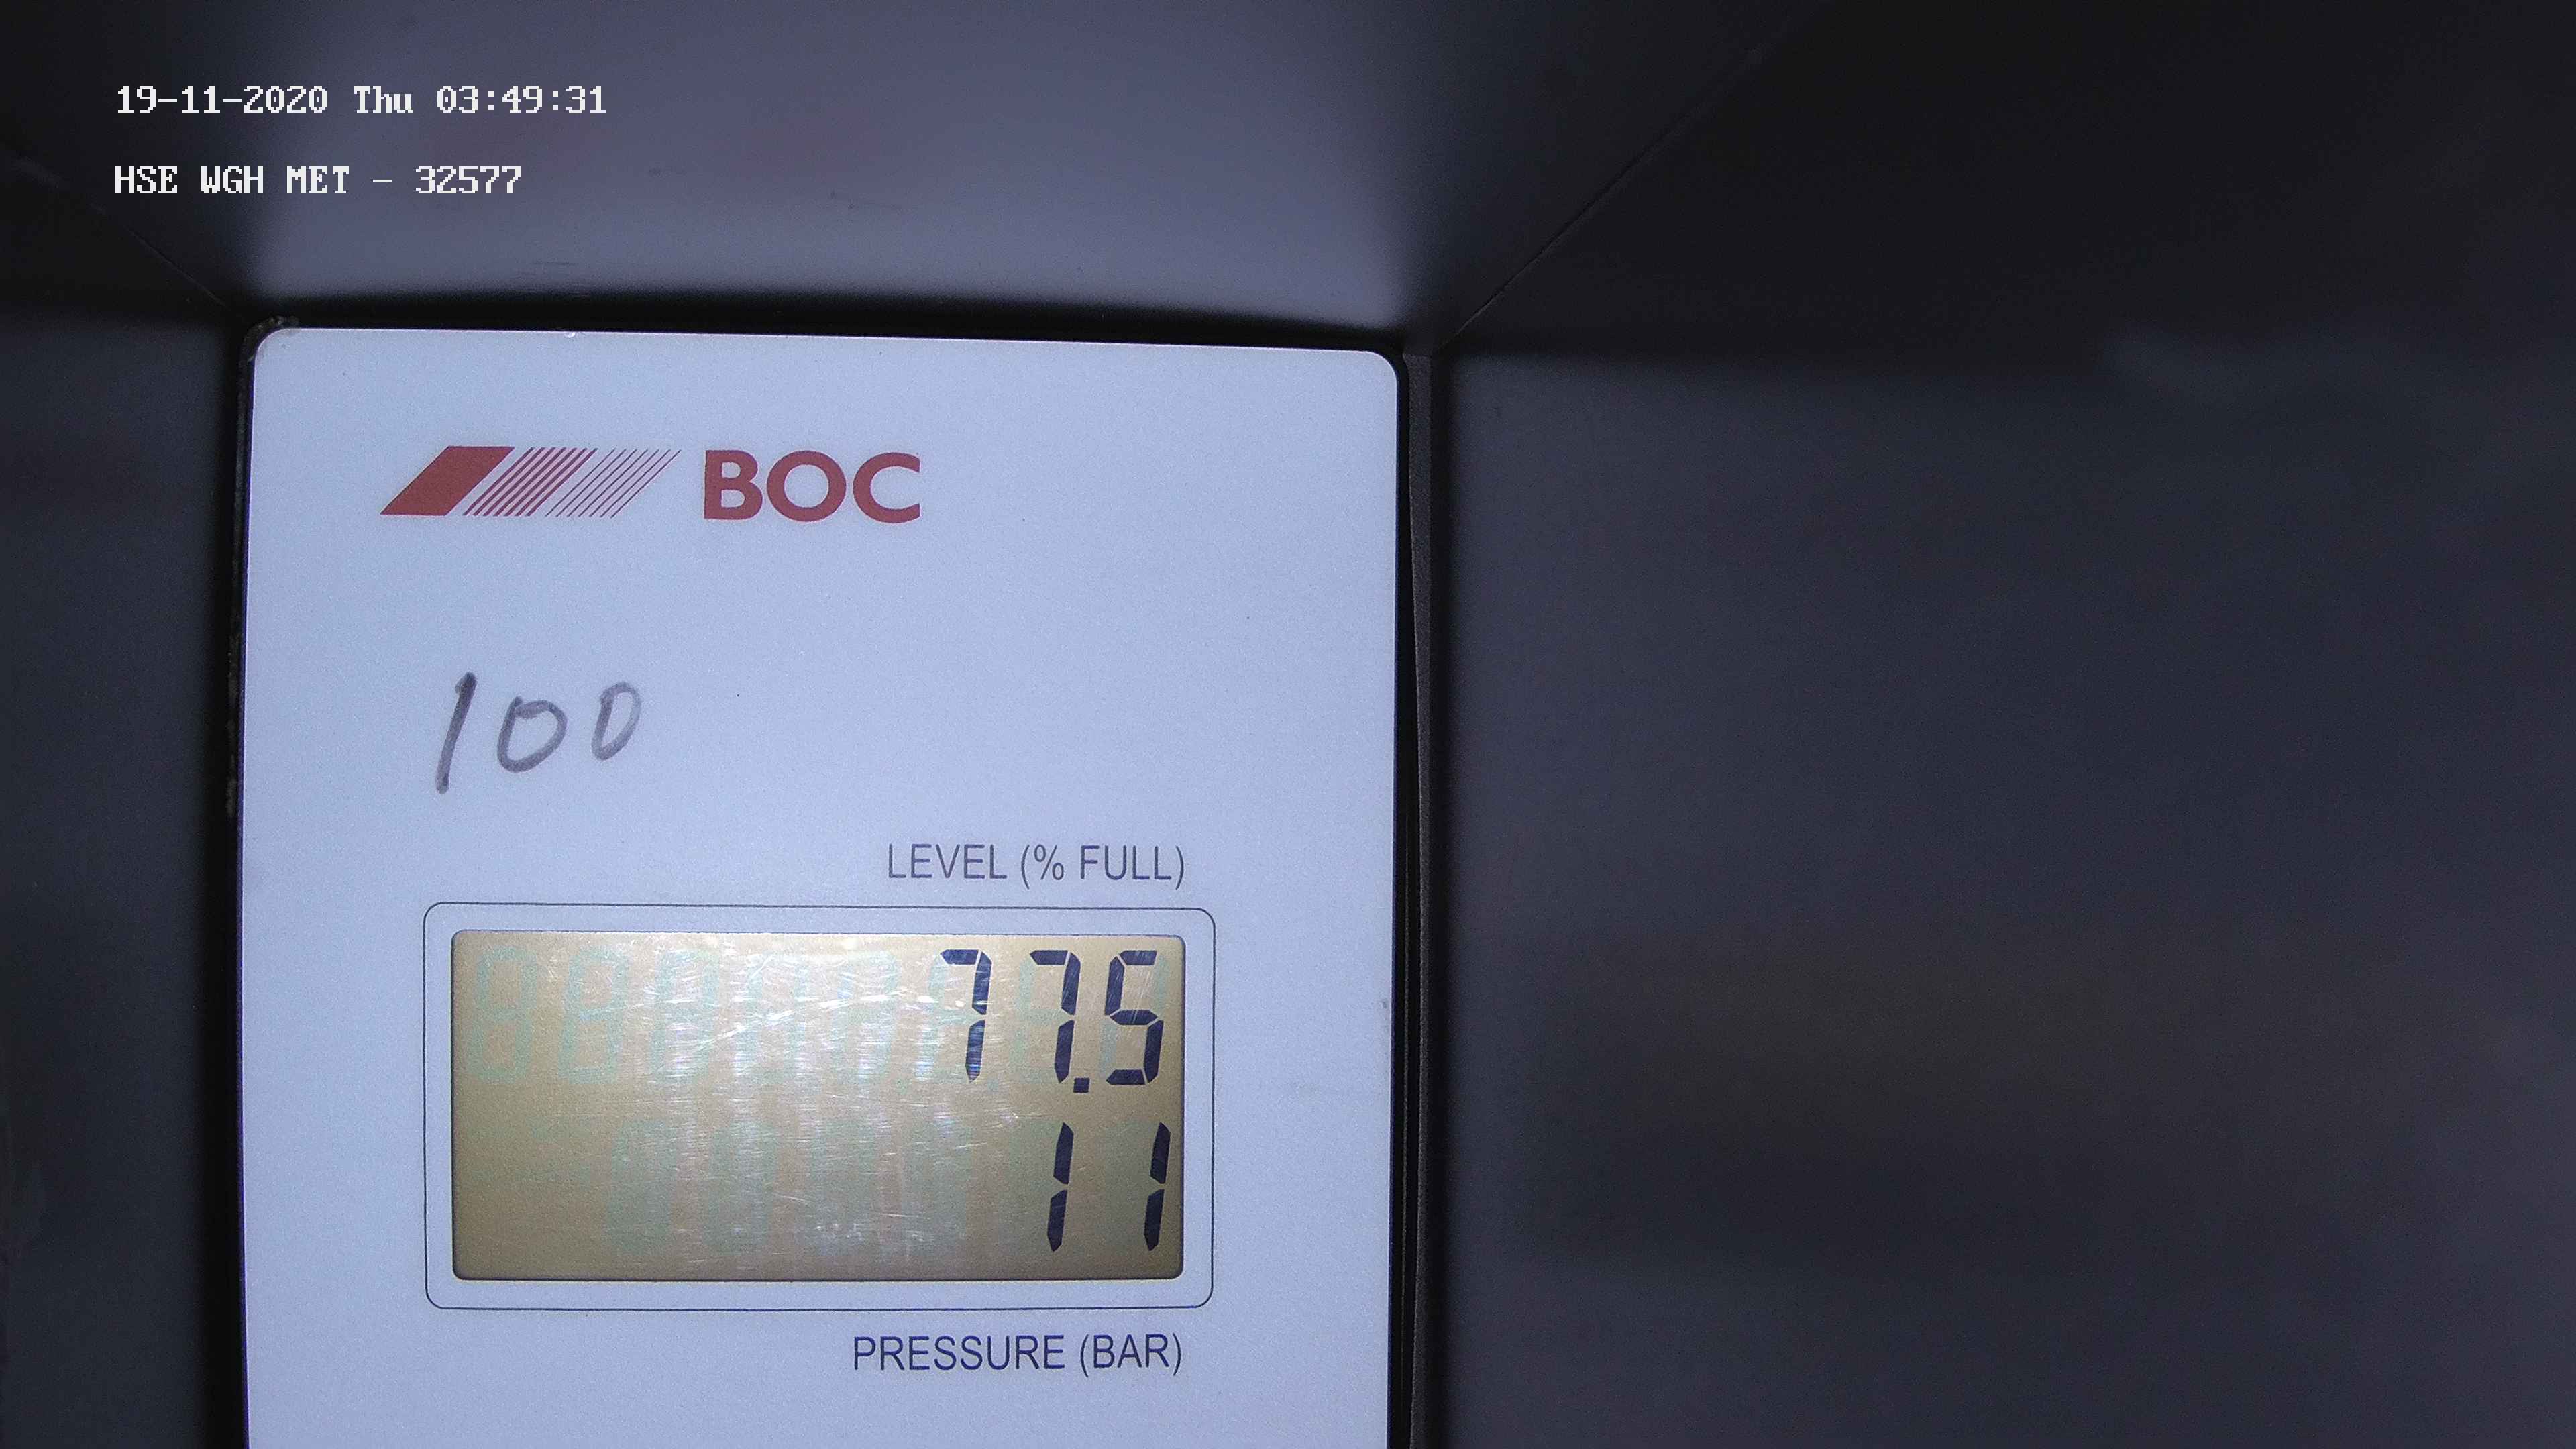 19-11-2020 Thu 03:49:31
HSE WGH MET - 32577
BOC
100
LEVEL (% FULL)
77.5
11
PRESSURE (BAR)